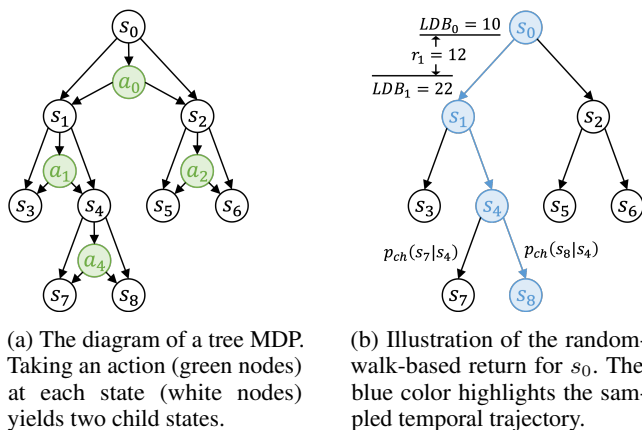 s0
a0
s1
s2
a1
a2
s3
s4
s5
s6
a4
s7
s8
(a) The diagram of a tree MDP.
Taking an action (green nodes)
at each state (white nodes)
yields two child states.
LDB0 = 10
s0
r1 = 12
LDB1 = 22
s1
s2
s3
s4
s5
s6
pch(s7|s4)
pch(s8|s4)
s7
s8
(b) Illustration of the random-
walk-based return for s0. The
blue color highlights the sam-
pled temporal trajectory.